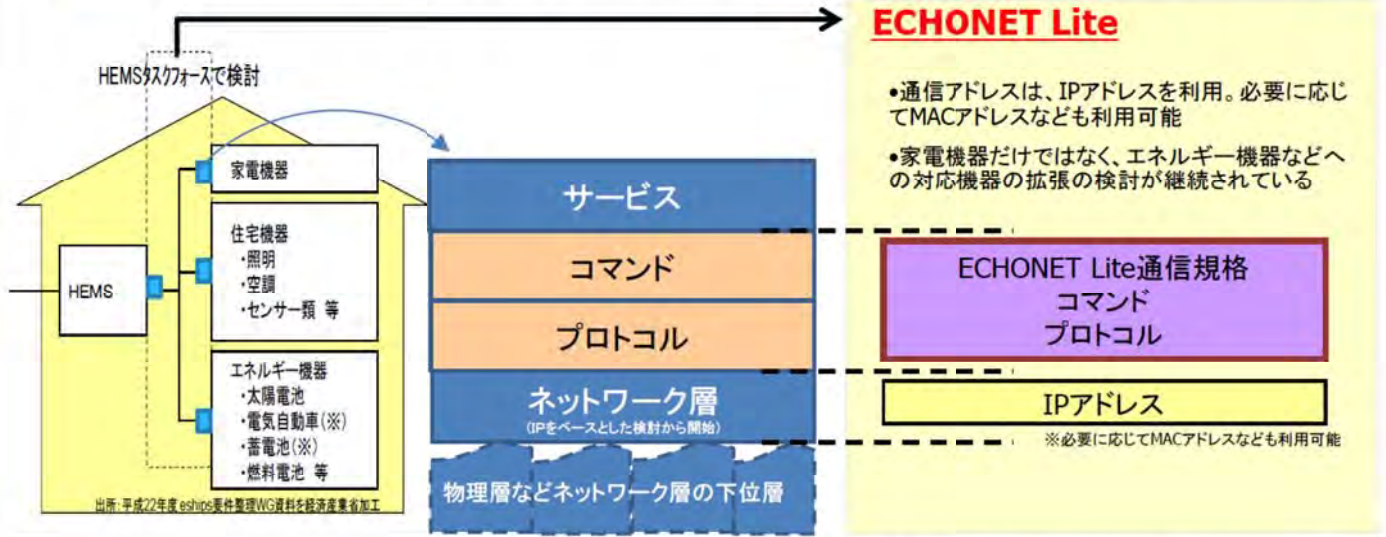 HEMSタスクフォースで検討
HEMS
家電機器
住宅機器
・照明
・空調
・センサー類 等
エネルギー機器
・太陽電池
・電気自動車(※)
・蓄電池(※)
・燃料電池 等
出所:平成22年度 eships要件整理WG資料を経済産業省加工
サービス
コマンド
プロトコル
ネットワーク層
(IPをベースとした検討から開始)
物理層などネットワーク層の下位層
ECHONET Lite
•通信アドレスは、IPアドレスを利用。必要に応じ
てMACアドレスなども利用可能
•家電機器だけではなく、エネルギー機器などへ
の対応機器の拡張の検討が継続されている
ECHONET Lite通信規格
コマンド
プロトコル
IPアドレス
※必要に応じてMACアドレスなども利用可能